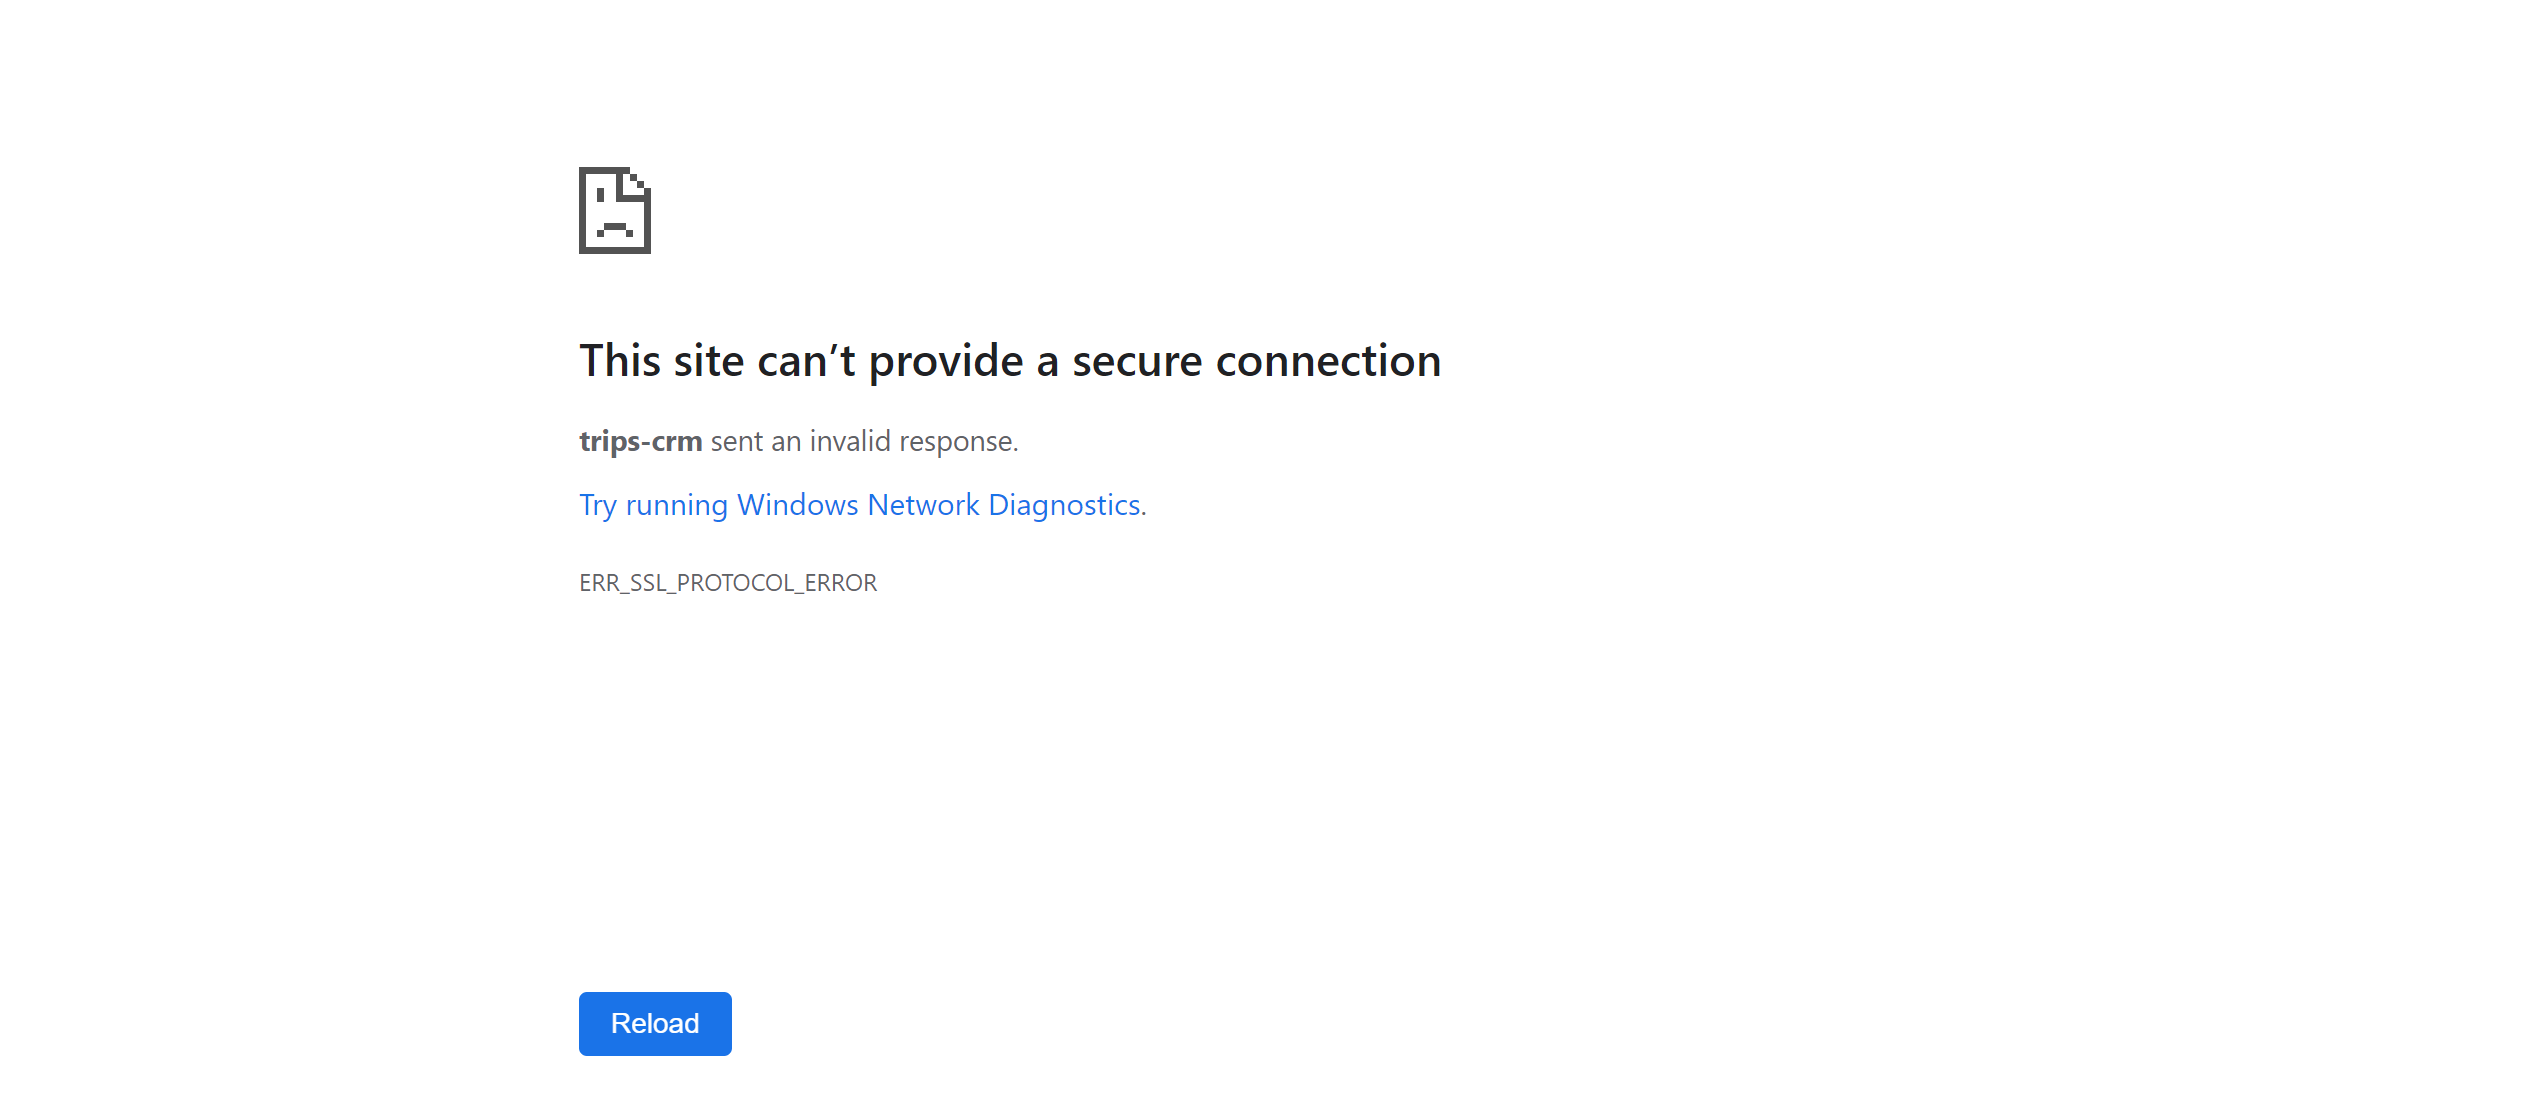 This site can’t provide a secure connection
trips-crm sent an invalid response.
Try running Windows Network Diagnostics.
ERR_SSL_PROTOCOL_ERROR
Reload